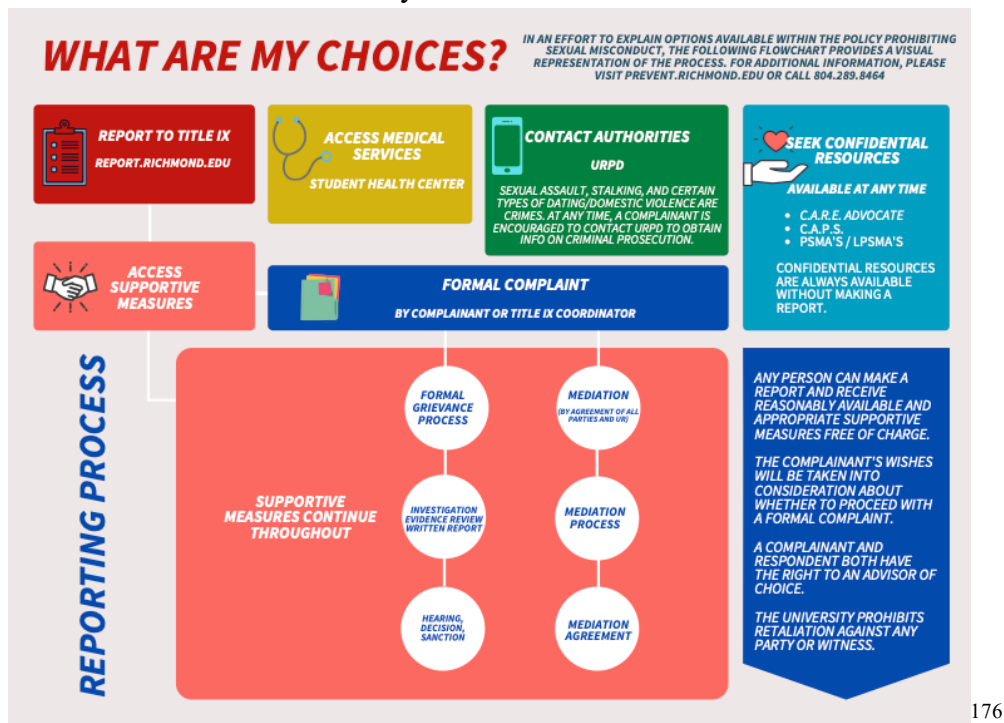 WHAT ARE MY CHOICES?
IN AN EFFORT TO EXPLAIN OPTIONS AVAILABLE WITHIN THE POLICY PROHIBITING
SEXUAL MISCONDUCT, THE FOLLOWING FLOWCHART PROVIDES A VISUAL
REPRESENTATION OF THE PROCESS. FOR ADDITIONAL INFORMATION, PLEASE
VISIT PREVENT.RICHMOND.EDU OR CALL 804.289.8464
REPORT TO TITLE IX
REPORT.RICHMOND.EDU
ACCESS MEDICAL
SERVICES
STUDENT HEALTH CENTER
CONTACT AUTHORITIES
URPD
SEXUAL ASSAULT, STALKING, AND CERTAIN
TYPES OF DATING/DOMESTIC VIOLENCE ARE
CRIMES. AT ANY TIME, A COMPLAINANT IS
ENCOURAGED TO CONTACT URPD TO OBTAIN
INFO ON CRIMINAL PROSECUTION.
SEEK CONFIDENTIAL
RESOURCES
AVAILABLE AT ANY TIME
• C.A.R.E. ADVOCATE
• C.A.P.S.
• PSMA'S / LPSMA'S
CONFIDENTIAL RESOURCES
ARE ALWAYS AVAILABLE
WITHOUT MAKING A
REPORT.
ACCESS
SUPPORTIVE
MEASURES
FORMAL COMPLAINT
BY COMPLAINANT OR TITLE IX COORDINATOR
REPORTING PROCESS
SUPPORTIVE
MEASURES CONTINUE
THROUGHOUT
FORMAL
GRIEVANCE
PROCESS
INVESTIGATION
EVIDENCE REVIEW
WRITTEN REPORT
HEARING,
DECISION,
SANCTION
MEDIATION
(BY AGREEMENT OF ALL
PARTIES AND UR)
MEDIATION
PROCESS
MEDIATION
AGREEMENT
ANY PERSON CAN MAKE A
REPORT AND RECEIVE
REASONABLY AVAILABLE AND
APPROPRIATE SUPPORTIVE
MEASURES FREE OF CHARGE.
THE COMPLAINANT'S WISHES
WILL BE TAKEN INTO
CONSIDERATION ABOUT
WHETHER TO PROCEED WITH
A FORMAL COMPLAINT.
A COMPLAINANT AND
RESPONDENT BOTH HAVE
THE RIGHT TO AN ADVISOR OF
CHOICE.
THE UNIVERSITY PROHIBITS
RETALIATION AGAINST ANY
PARTY OR WITNESS.
176